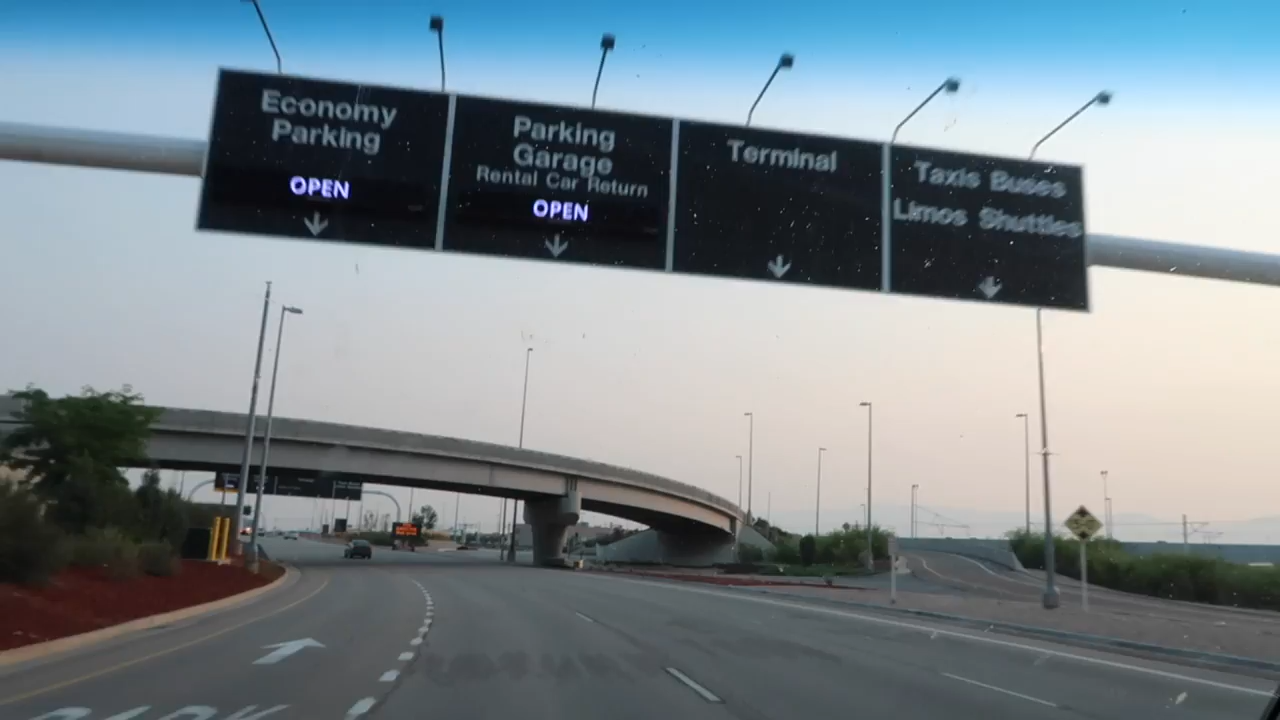 Economy
Parking
OPEN
Parking
Garage
Rental Car Return
OPEN
Terminal
Taxis Buses
Limos Shuttles